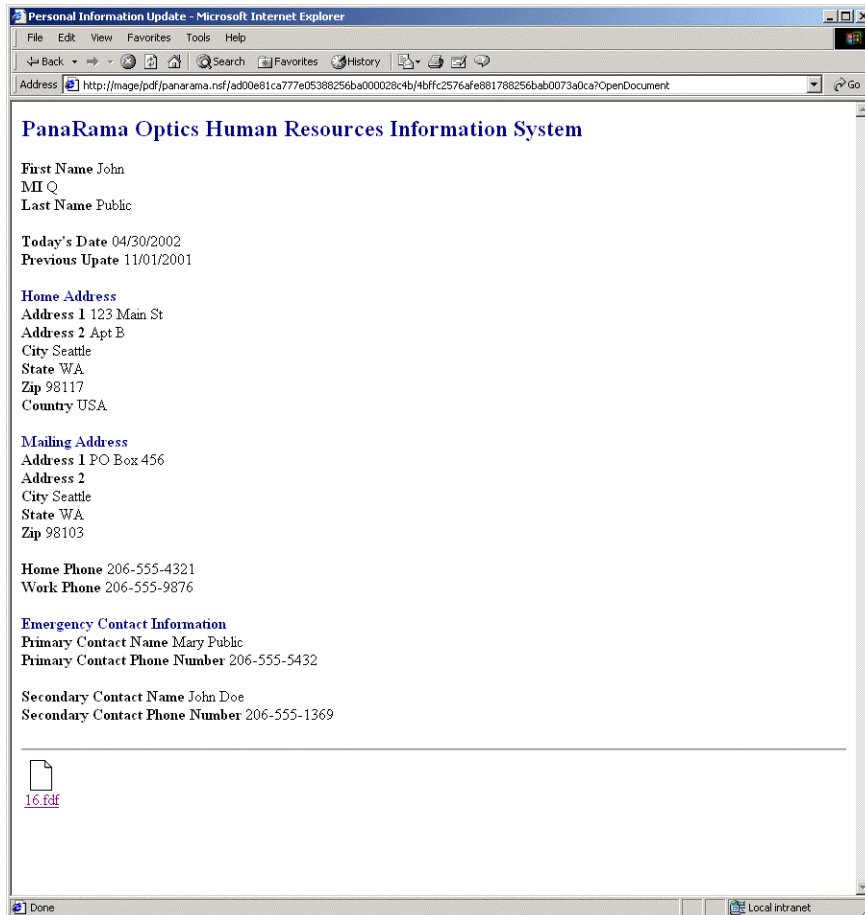 Personal Information Update - Microsoft Internet Explorer
File Edit View Favorites Tools Help
Back Search Favorites History
Address http://mage/pdf/panarama.nsf/ad00e81ca777e05388256ba000028c4b/4bffc2576afe881788256bab0073a0ca?OpenDocument Go
PanaRama Optics Human Resources Information System
First Name John
MI Q
Last Name Public
Today's Date 04/30/2002
Previous Upate 11/01/2001
Home Address
Address 1 123 Main St
Address 2 Apt B
City Seattle
State WA
Zip 98117
Country USA
Mailing Address
Address 1 PO Box 456
Address 2
City Seattle
State WA
Zip 98103
Home Phone 206-555-4321
Work Phone 206-555-9876
Emergency Contact Information
Primary Contact Name Mary Public
Primary Contact Phone Number 206-555-5432
Secondary Contact Name John Doe
Secondary Contact Phone Number 206-555-1369
16.fdf
Done Local intranet